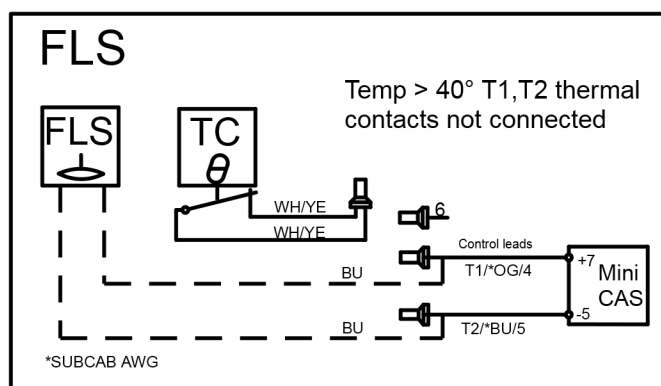 FLS
Temp > 40° T1,T2 thermal
contacts not connected
FLS
TC
WH/YE
WH/YE
6
Control leads
BU
T1/*OG/4
+7
Mini
CAS
BU
T2/*BU/5
-5
*SUBCAB AWG